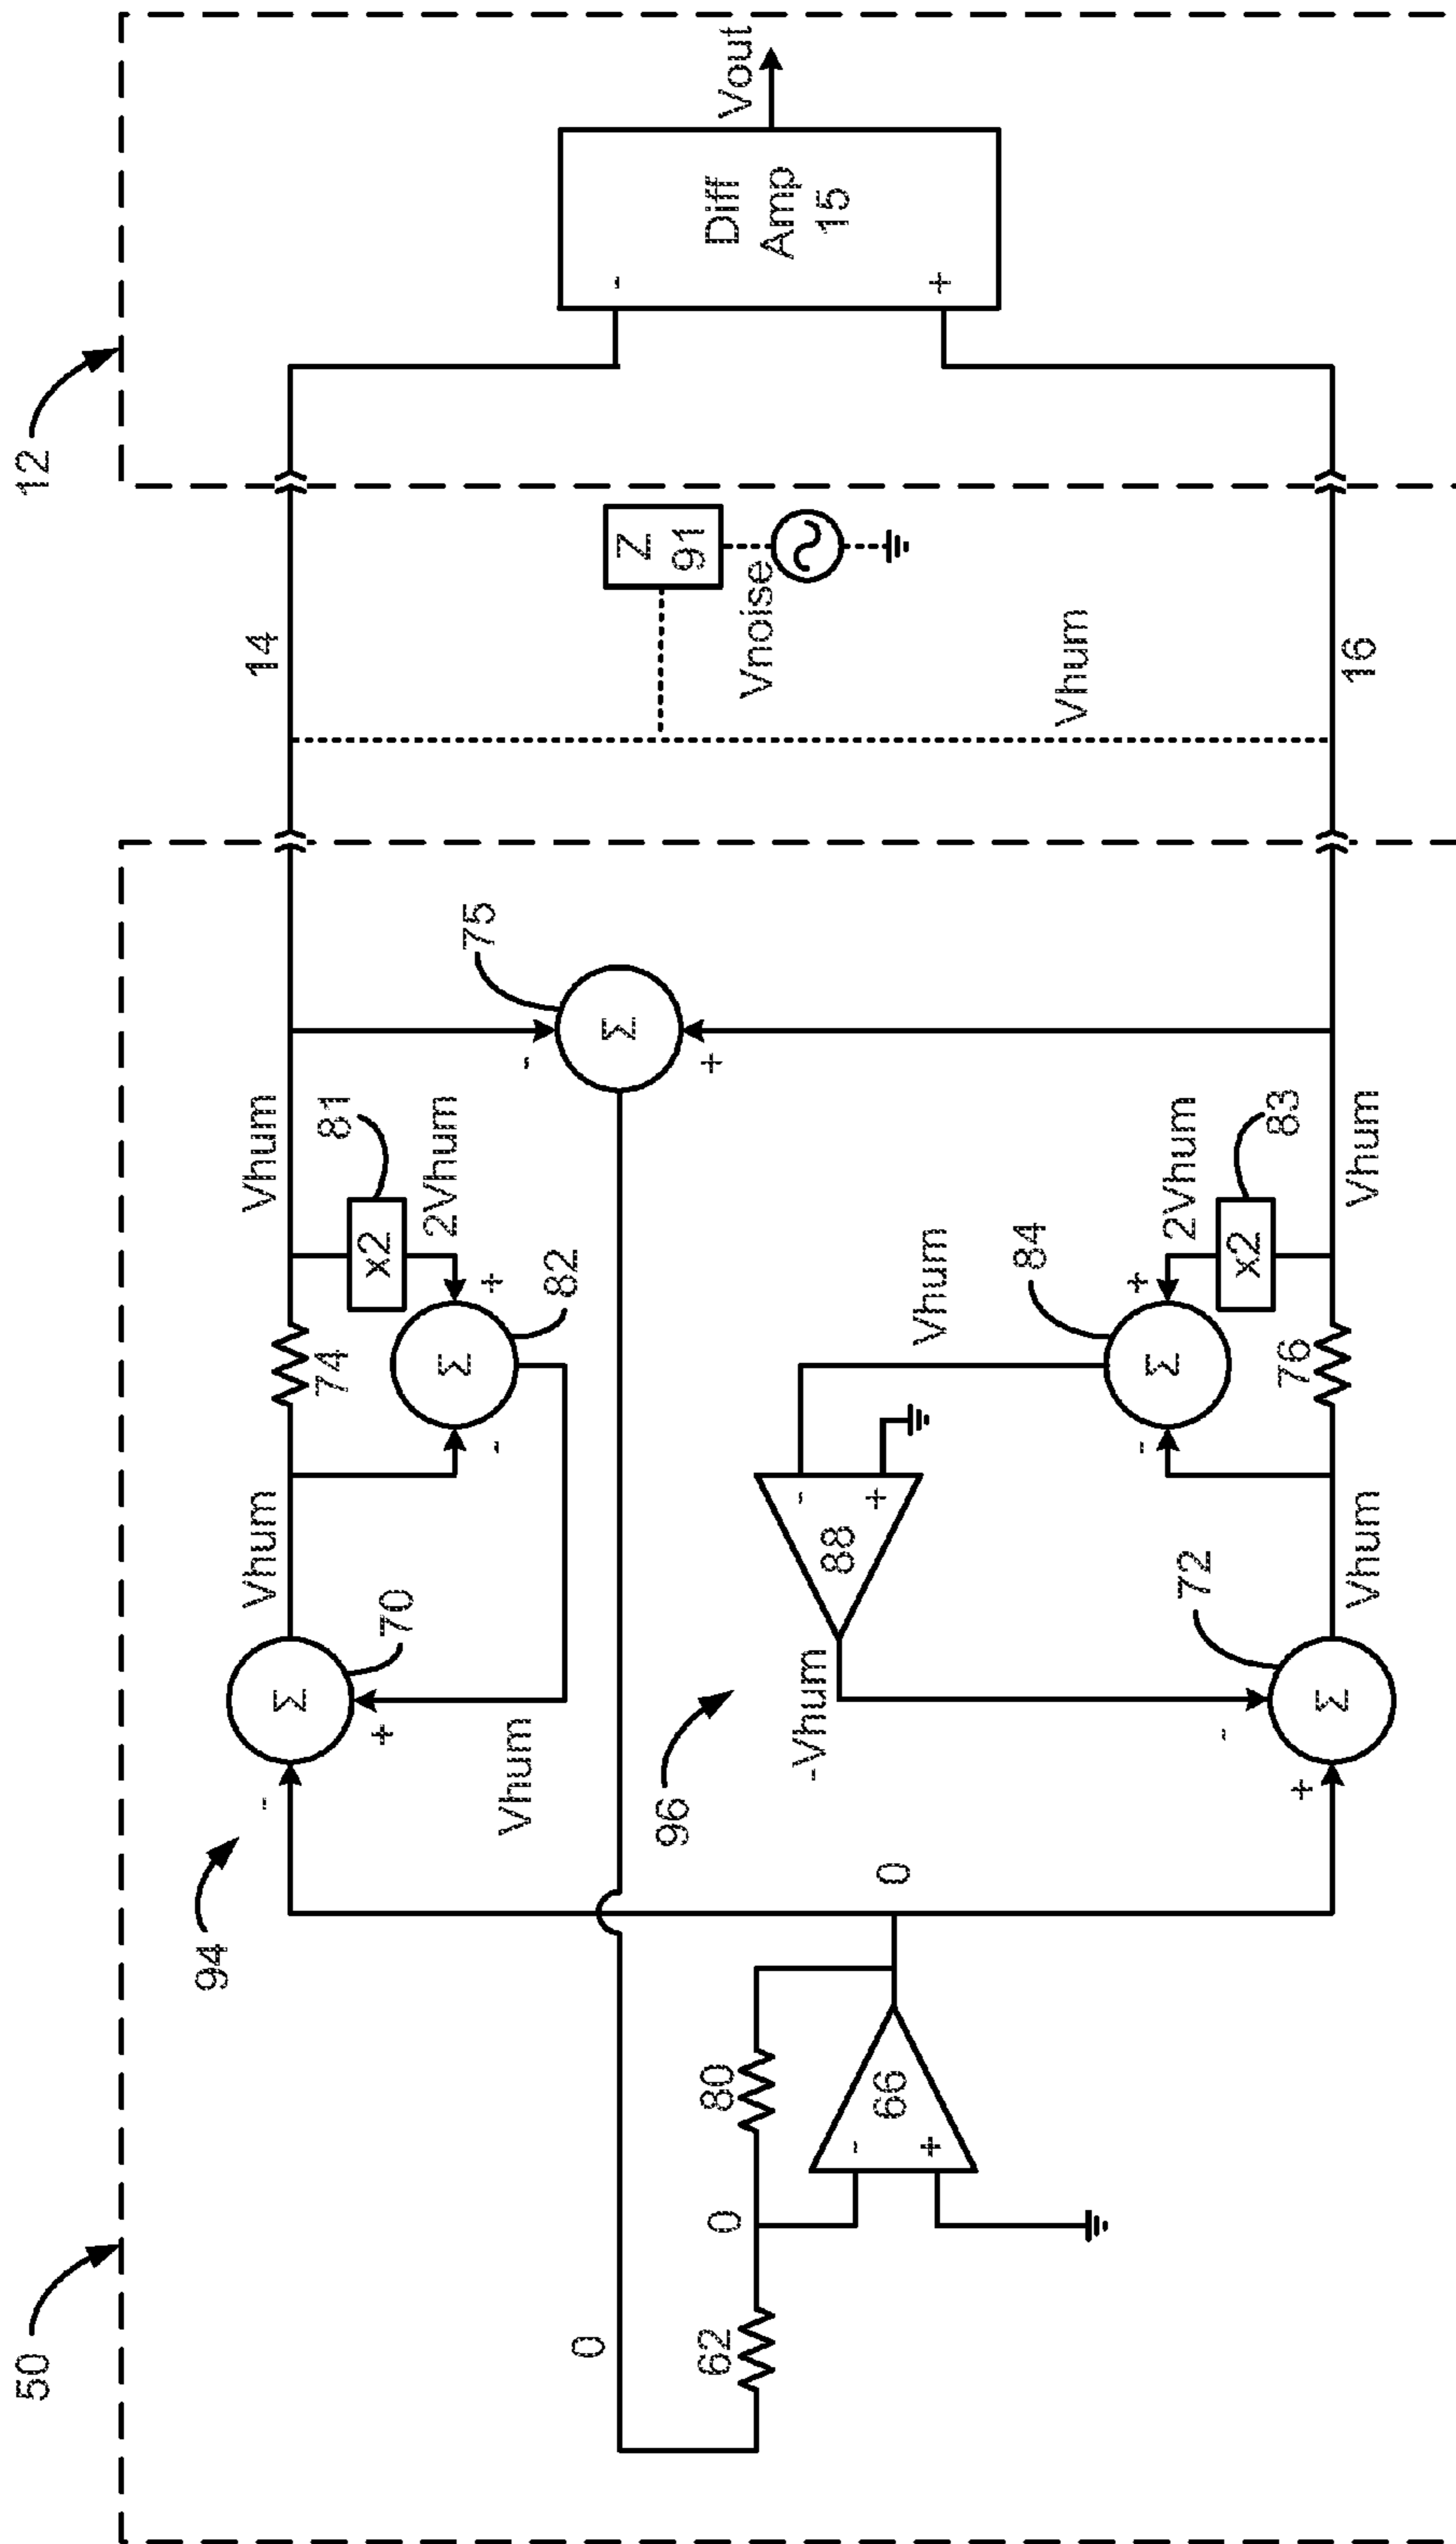 50
12
94
Vhum
Vhum
14
-
70
74
81
x2
2Vhum
Σ
+
Vhum
-
Σ
+
82
75
-
Σ
+
0
62
0
80
-
66
+
0
96
-Vhum
88
-
+
Vhum
84
-
Σ
+
2Vhum
x2
83
72
-
Σ
+
Vhum
76
Vhum
16
Z
91
Vnoise
Vhum
-
Diff
Amp
15
+
Vout